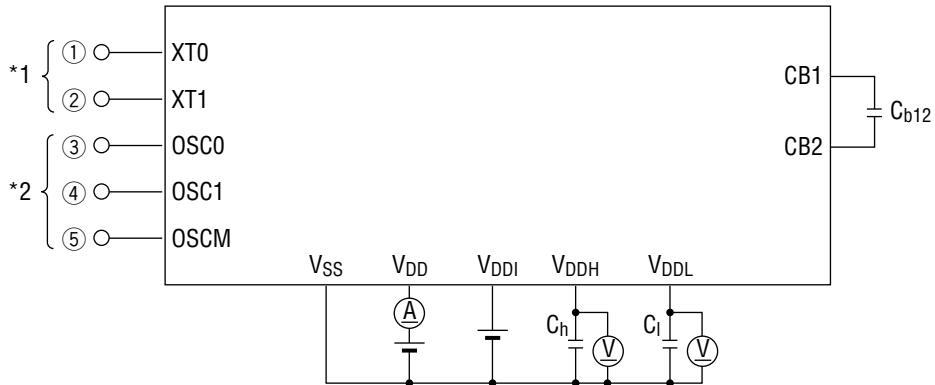 *1
① XT0
② XT1
*2
③ OSC0
④ OSC1
⑤ OSCM
CB1
CB2
Cb12
VSS VDD VDDI VDDH VDDL
A
Ch V
Cl V